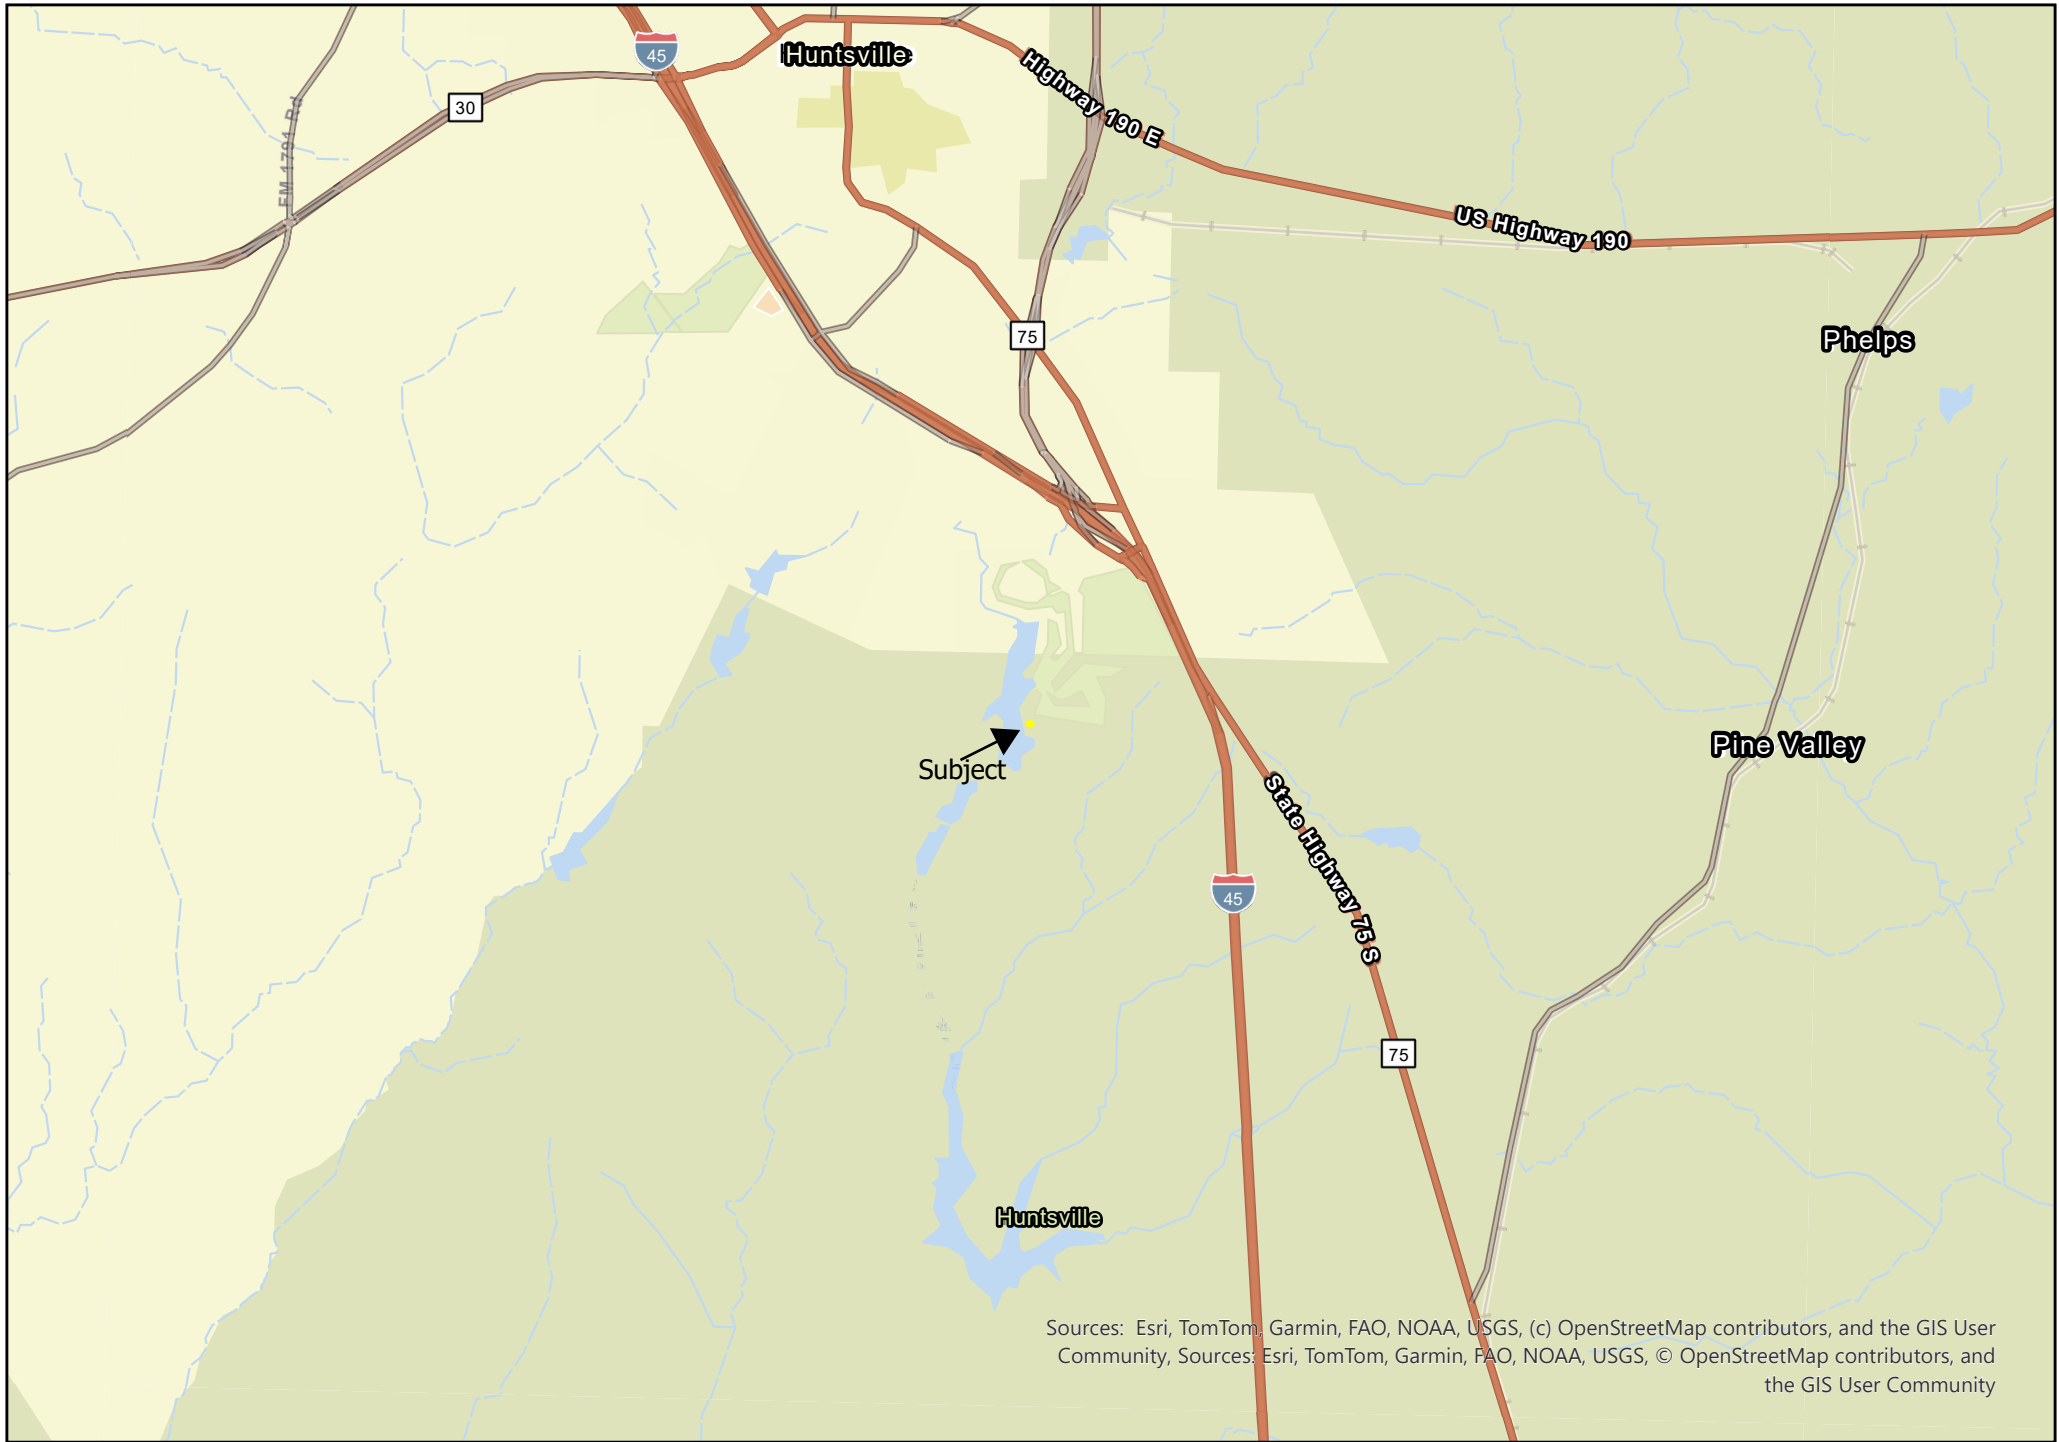 45
Huntsville
Highway 190 E
30
FM 1791 Rd
US Highway 190
75
Phelps
Pine Valley
Subject
State Highway 75 S
45
75
Huntsville
Sources: Esri, TomTom, Garmin, FAO, NOAA, USGS, (c) OpenStreetMap contributors, and the GIS User
Community, Sources: Esri, TomTom, Garmin, FAO, NOAA, USGS, © OpenStreetMap contributors, and
the GIS User Community